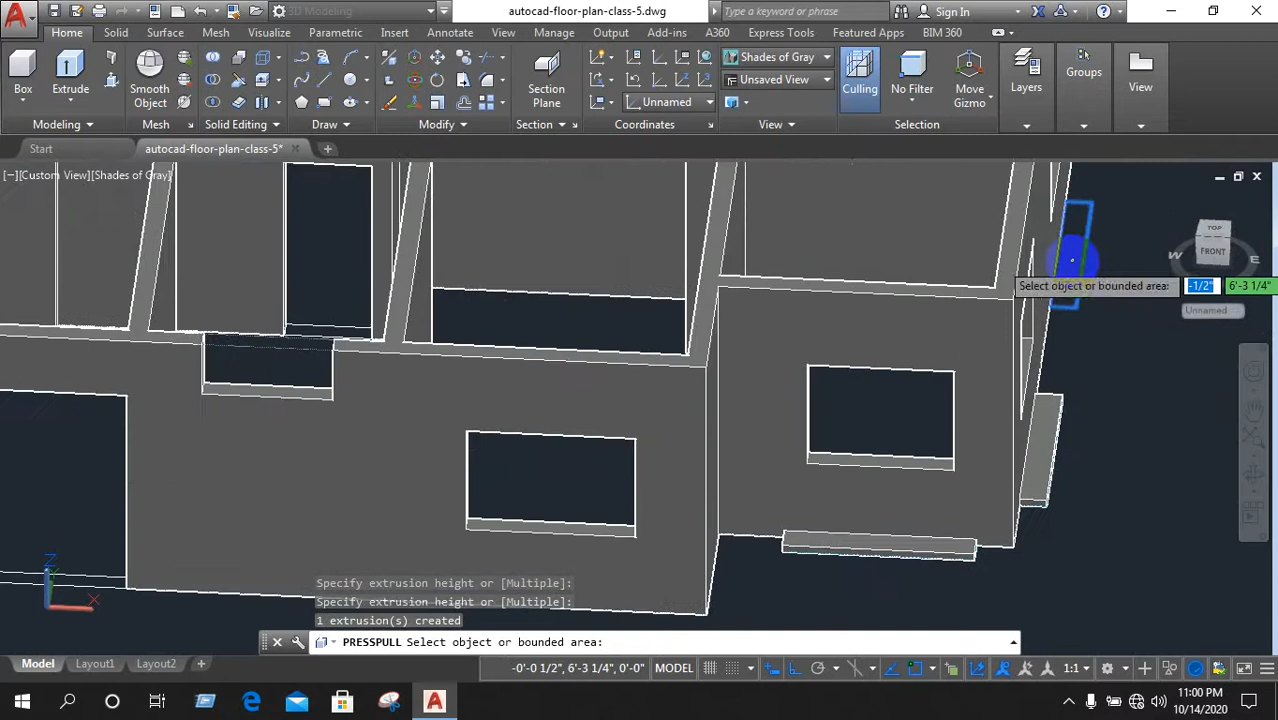 3D Modeling
autocad-floor-plan-class-5.dwg
Type a keyword or phrase
Sign In
Home Solid Surface Mesh Visualize Parametric Insert Annotate View Manage Output Add-ins A360 Express Tools Featured Apps BIM 360
Box Extrude Smooth Object Section Plane Shades of Gray Unsaved View Unnamed Culling No Filter Move Gizmo Layers Groups View
Modeling Mesh Solid Editing Draw Modify Section Coordinates View Selection
Start autocad-floor-plan-class-5*
[−][Custom View][Shades of Gray]
TOP
FRONT
W E
Unnamed
Select object or bounded area: -1/2" 6'-3 1/4"
Z
X
Specify extrusion height or [Multiple]:
Specify extrusion height or [Multiple]:
1 extrusion(s) created
PRESSPULL Select object or bounded area:
Model Layout1 Layout2 -0'-0 1/2", 6'-3 1/4", 0'-0" MODEL 1:1
11:00 PM
10/14/2020